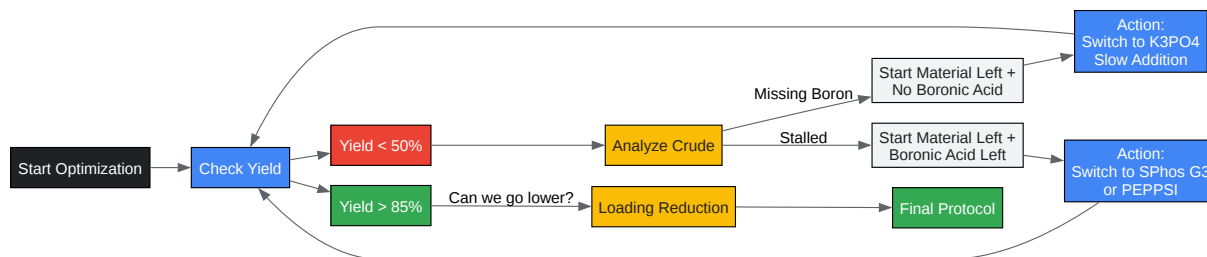 Start Optimization
Check Yield
Yield < 50%
Yield > 85%
Can we go lower?
Analyze Crude
Loading Reduction
Missing Boron
Stalled
Start Material Left +
No Boronic Acid
Start Material Left +
Boronic Acid Left
Final Protocol
Action:
Switch to K3PO4
Slow Addition
Action:
Switch to SPhos G3
or PEPPSI